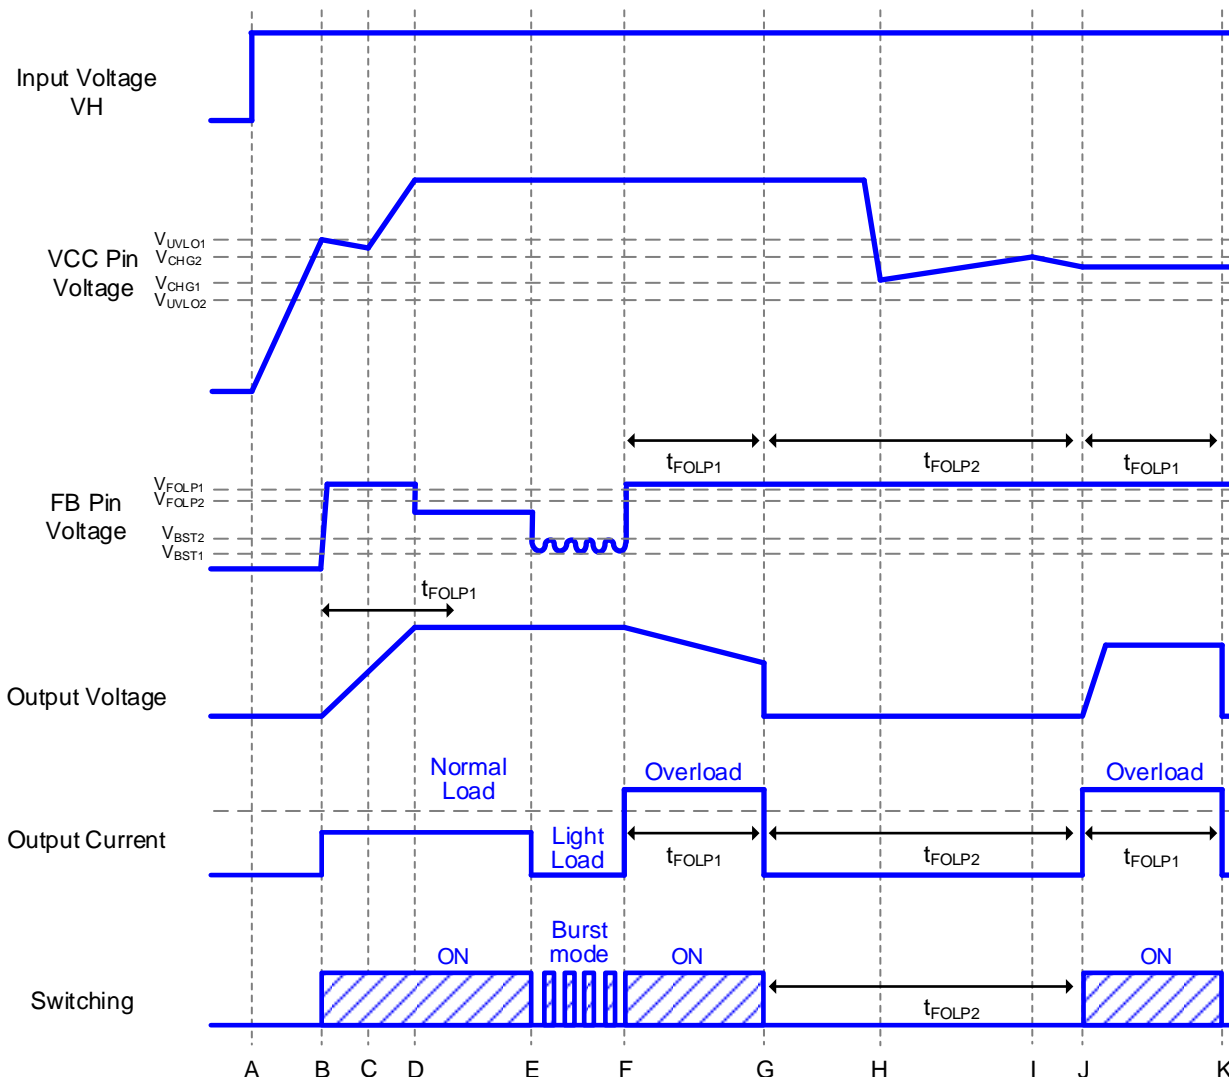 Input Voltage
VH
VCC Pin
Voltage
VUVLO1
VCHG2
VCHG1
VUVLO2
tFOLP1
tFOLP2
tFOLP1
FB Pin
Voltage
VFOLP1
VFOLP2
VBST2
VBST1
tFOLP1
Output Voltage
Normal
Load
Overload
Overload
Output Current
Light
Load
tFOLP1
tFOLP2
tFOLP1
Burst
mode
ON
ON
ON
Switching
tFOLP2
A B C D E F G H I J K